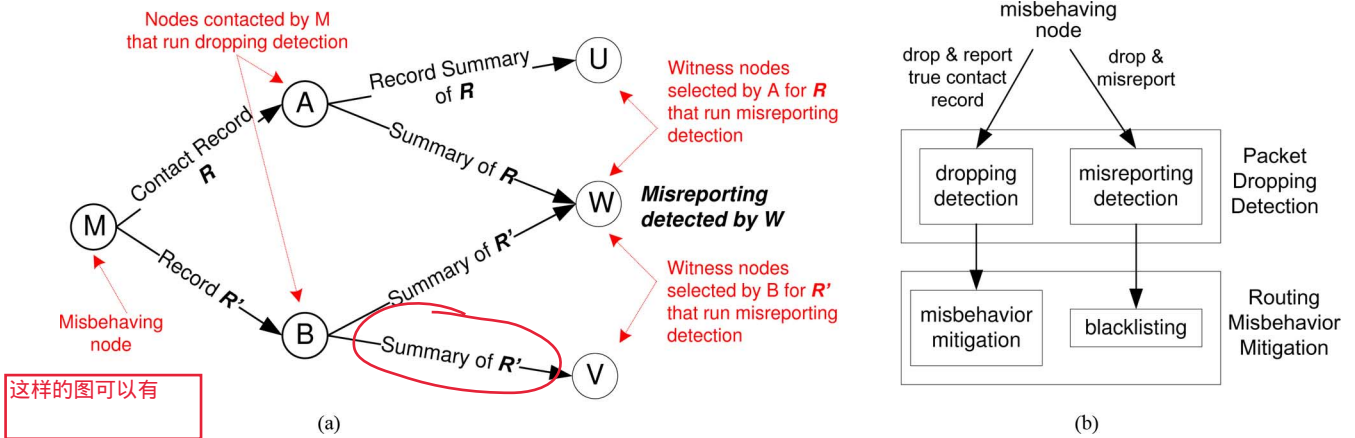 Nodes contacted by M
that run dropping detection
M
Contact Record
R
Record R'
Misbehaving
node
A
B
Record Summary
of R
Summary of R
Summary of R'
Summary of R'
U
W
V
Witness nodes
selected by A for R
that run misreporting
detection
Misreporting
detected by W
Witness nodes
selected by B for R'
that run misreporting
detection
这样的图可以有
(a)
misbehaving
node
drop & report
true contact
record
drop &
misreport
dropping
detection
misreporting
detection
Packet
Dropping
Detection
misbehavior
mitigation
blacklisting
Routing
Misbehavior
Mitigation
(b)